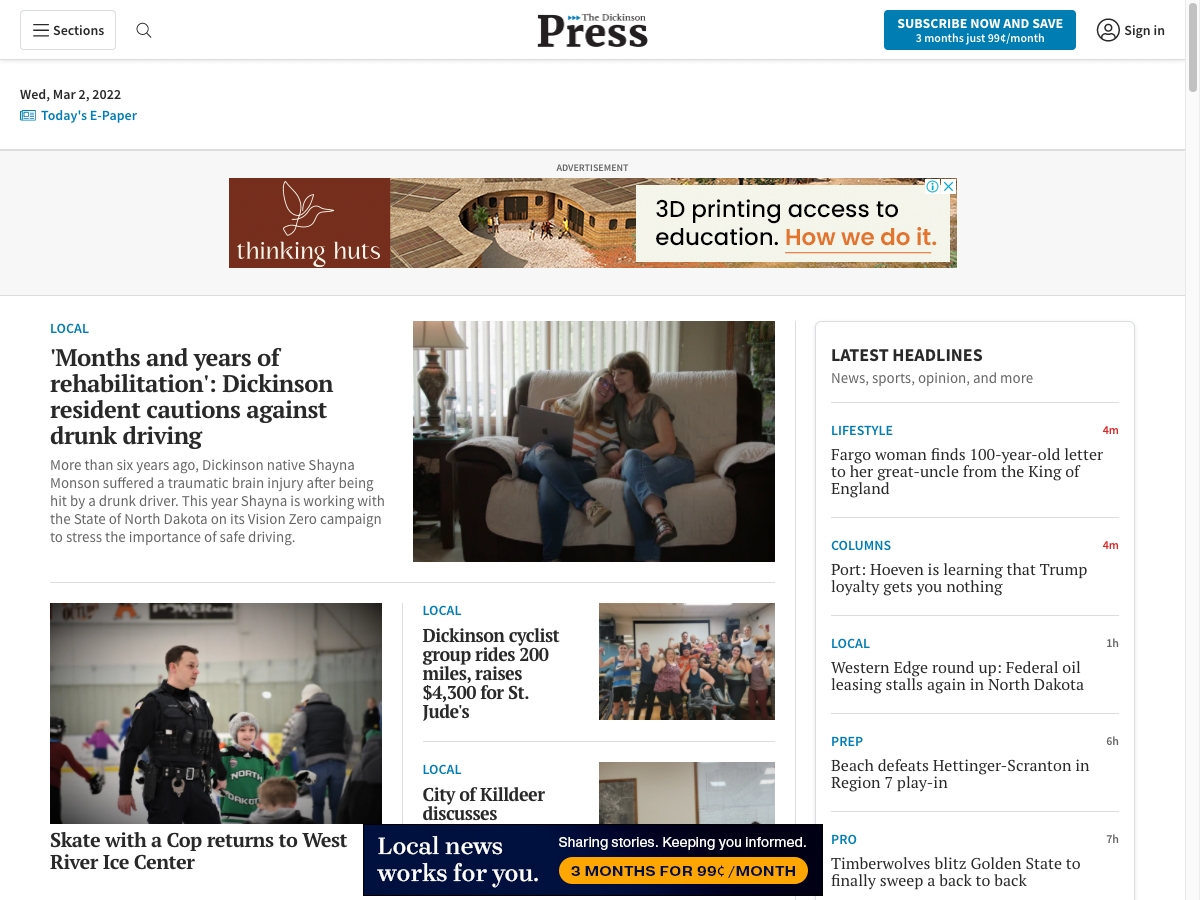 Sections
The Dickinson
Press
SUBSCRIBE NOW AND SAVE
3 months just 99¢/month
Sign in
Wed, Mar 2, 2022
Today's E-Paper
ADVERTISEMENT
thinking huts
3D printing access to
education. How we do it.
LOCAL
'Months and years of
rehabilitation': Dickinson
resident cautions against
drunk driving
More than six years ago, Dickinson native Shayna
Monson suffered a traumatic brain injury after being
hit by a drunk driver. This year Shayna is working with
the State of North Dakota on its Vision Zero campaign
to stress the importance of safe driving.
NORTH
Skate with a Cop returns to West
River Ice Center
LOCAL
Dickinson cyclist
group rides 200
miles, raises
$4,300 for St.
Jude's
LOCAL
City of Killdeer
discusses
LATEST HEADLINES
News, sports, opinion, and more
LIFESTYLE 4m
Fargo woman finds 100-year-old letter
to her great-uncle from the King of
England
COLUMNS 4m
Port: Hoeven is learning that Trump
loyalty gets you nothing
LOCAL 1h
Western Edge round up: Federal oil
leasing stalls again in North Dakota
PREP 6h
Beach defeats Hettinger-Scranton in
Region 7 play-in
PRO 7h
Timberwolves blitz Golden State to
finally sweep a back to back
Local news
works for you.
Sharing stories. Keeping you informed.
3 MONTHS FOR 99¢ /MONTH